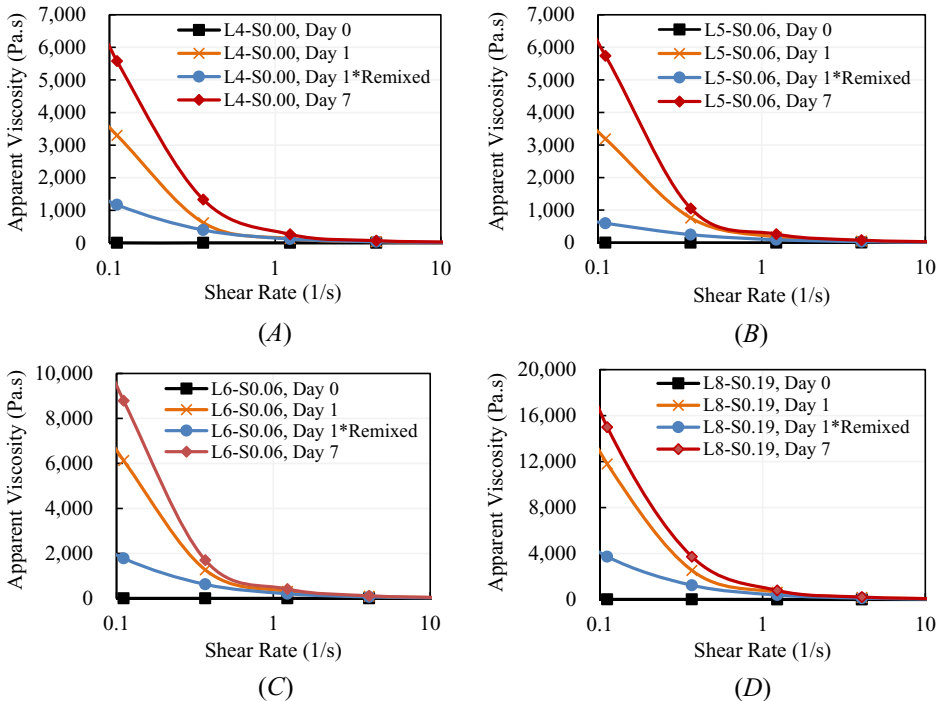 Apparent Viscosity (Pa.s)
7,000
6,000
5,000
4,000
3,000
2,000
1,000
0
L4-S0.00, Day 0
L4-S0.00, Day 1
L4-S0.00, Day 1*Remixed
L4-S0.00, Day 7
0.1
1
10
Shear Rate (1/s)
(A)
Apparent Viscosity (Pa.s)
7,000
6,000
5,000
4,000
3,000
2,000
1,000
0
L5-S0.06, Day 0
L5-S0.06, Day 1
L5-S0.06, Day 1*Remixed
L5-S0.06, Day 7
0.1
1
10
Shear Rate (1/s)
(B)
Apparent Viscosity (Pa.s)
10,000
8,000
6,000
4,000
2,000
0
L6-S0.06, Day 0
L6-S0.06, Day 1
L6-S0.06, Day 1*Remixed
L6-S0.06, Day 7
0.1
1
10
Shear Rate (1/s)
(C)
Apparent Viscosity (Pa.s)
20,000
16,000
12,000
8,000
4,000
0
L8-S0.19, Day 0
L8-S0.19, Day 1
L8-S0.19, Day 1*Remixed
L8-S0.19, Day 7
0.1
1
10
Shear Rate (1/s)
(D)